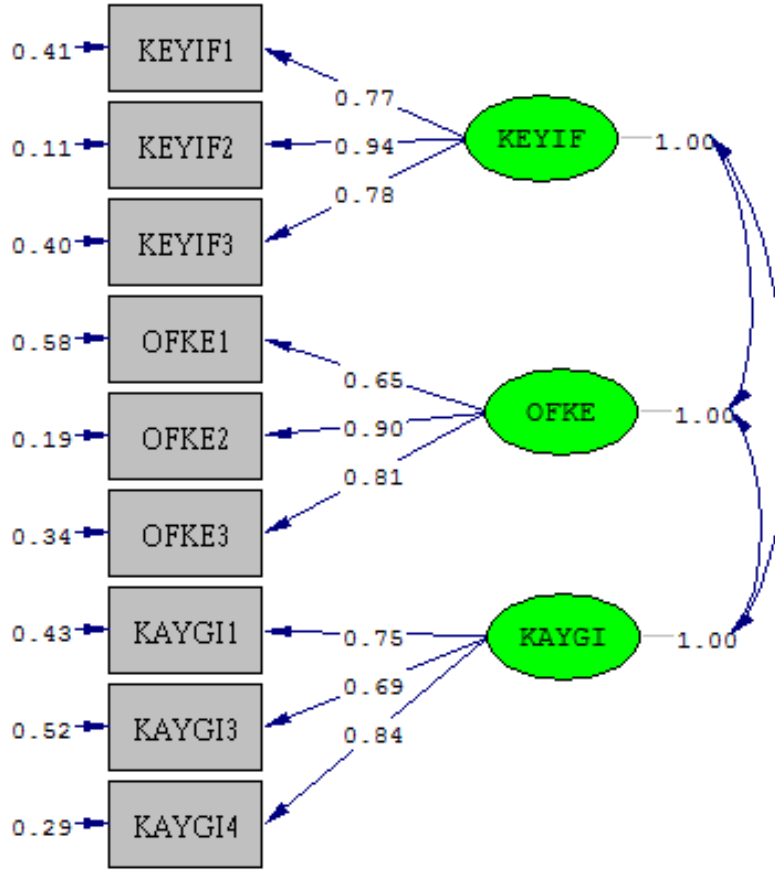 0.41 KEYIF1
0.77
0.11 KEYIF2 0.94 KEYIF 1.00
0.78
0.40 KEYIF3
0.58 OFKE1
0.65
0.19 OFKE2 0.90 OFKE 1.00
0.81
0.34 OFKE3
0.43 KAYGI1 0.75 KAYGI 1.00
0.69
0.52 KAYGI3 0.84
0.29 KAYGI4